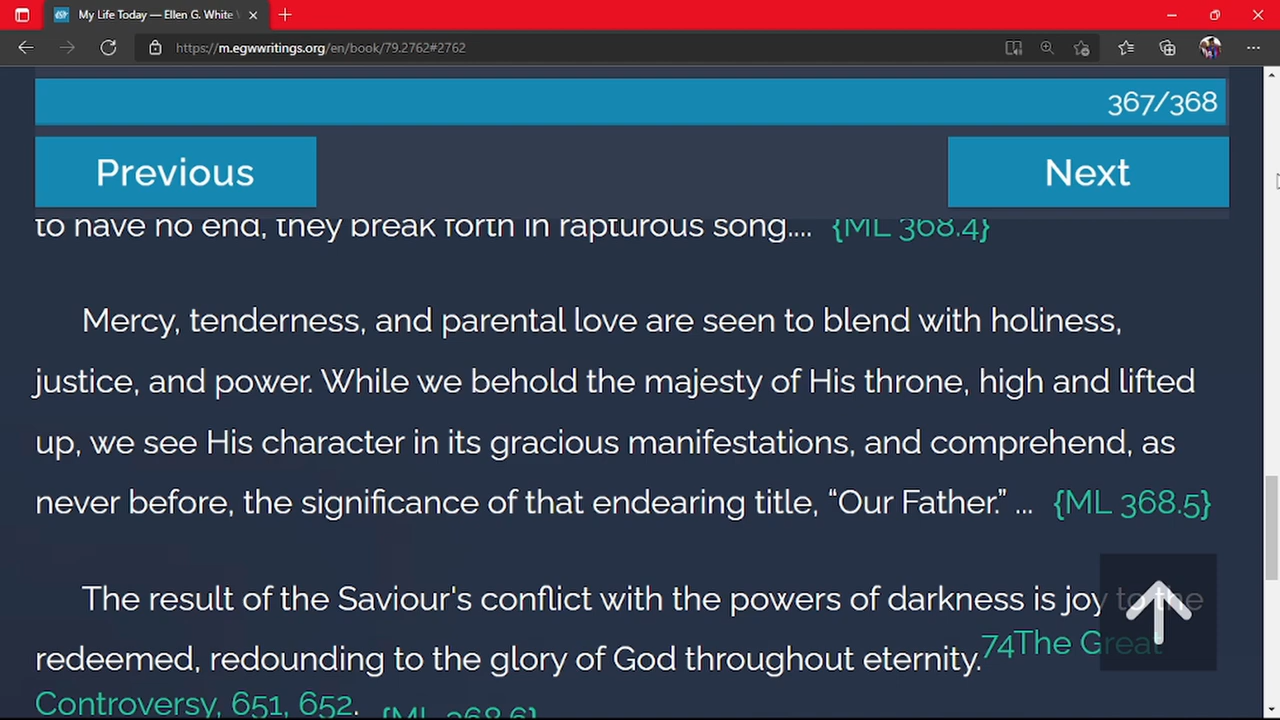 My Life Today — Ellen G. White
https://m.egwwritings.org/en/book/79.2762#2762
367/368
Previous
Next
to have no end, they break forth in rapturous song.... {ML 368.4}
Mercy, tenderness, and parental love are seen to blend with holiness,
justice, and power. While we behold the majesty of His throne, high and lifted
up, we see His character in its gracious manifestations, and comprehend, as
never before, the significance of that endearing title, “Our Father.” ... {ML 368.5}
The result of the Saviour's conflict with the powers of darkness is joy to the
redeemed, redounding to the glory of God throughout eternity.74The Great
Controversy, 651, 652. {ML 368.6}